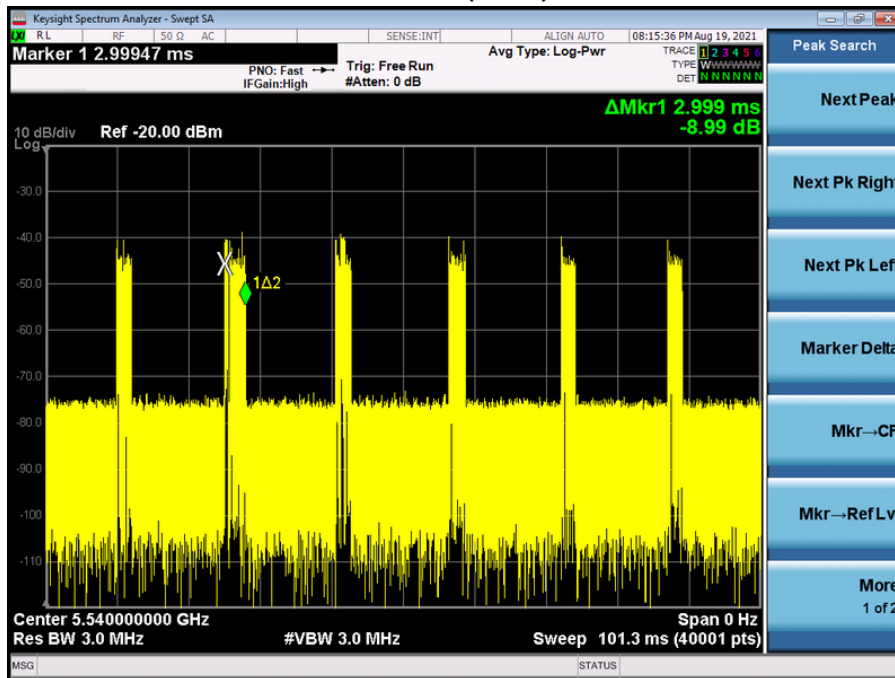 Keysight Spectrum Analyzer - Swept SA
LXI RL RF 50 Ω AC SENSE:INT ALIGN AUTO 08:15:36 PM Aug 19, 2021
Marker 1 2.99947 ms
PNO: Fast
IFGain:High
Trig: Free Run
#Atten: 0 dB
Avg Type: Log-Pwr
TRACE 1 2 3 4 5 6
TYPE WWWWWW
DET N N N N N N
ΔMkr1 2.999 ms
-8.99 dB
10 dB/div Ref -20.00 dBm
Log
-30.0
-40.0
-50.0
-60.0
-70.0
-80.0
-90.0
-100
-110
X
1Δ2
Center 5.540000000 GHz Span 0 Hz
Res BW 3.0 MHz #VBW 3.0 MHz Sweep 101.3 ms (40001 pts)
MSG STATUS
Peak Search
Next Peak
Next Pk Right
Next Pk Left
Marker Delta
Mkr→CF
Mkr→Ref Lv
More
1 of 2